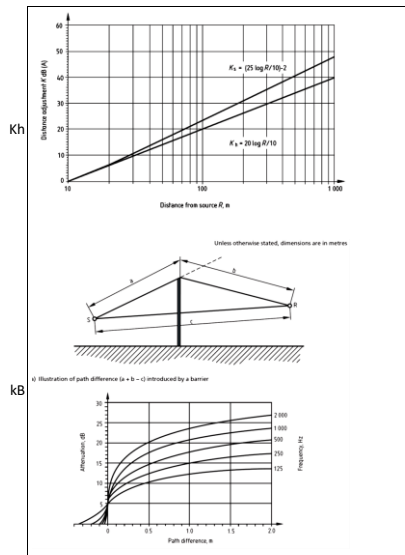 Kh
60
50
40
30
20
10
0
Distance adjustment K dB (A)
Kₕ = (25 log R/10)-2
K'ₕ = 20 log R/10
10
100
1 000
Distance from source R, m
Unless otherwise stated, dimensions are in metres
a
b
S
R
c
a) Illustration of path difference (a + b – c) introduced by a barrier
kB
30
25
20
15
10
5
Attenuation, dB
2 000
1 000
500
250
125
Frequency, Hz
0
0.5
1.0
1.5
2.0
Path difference, m